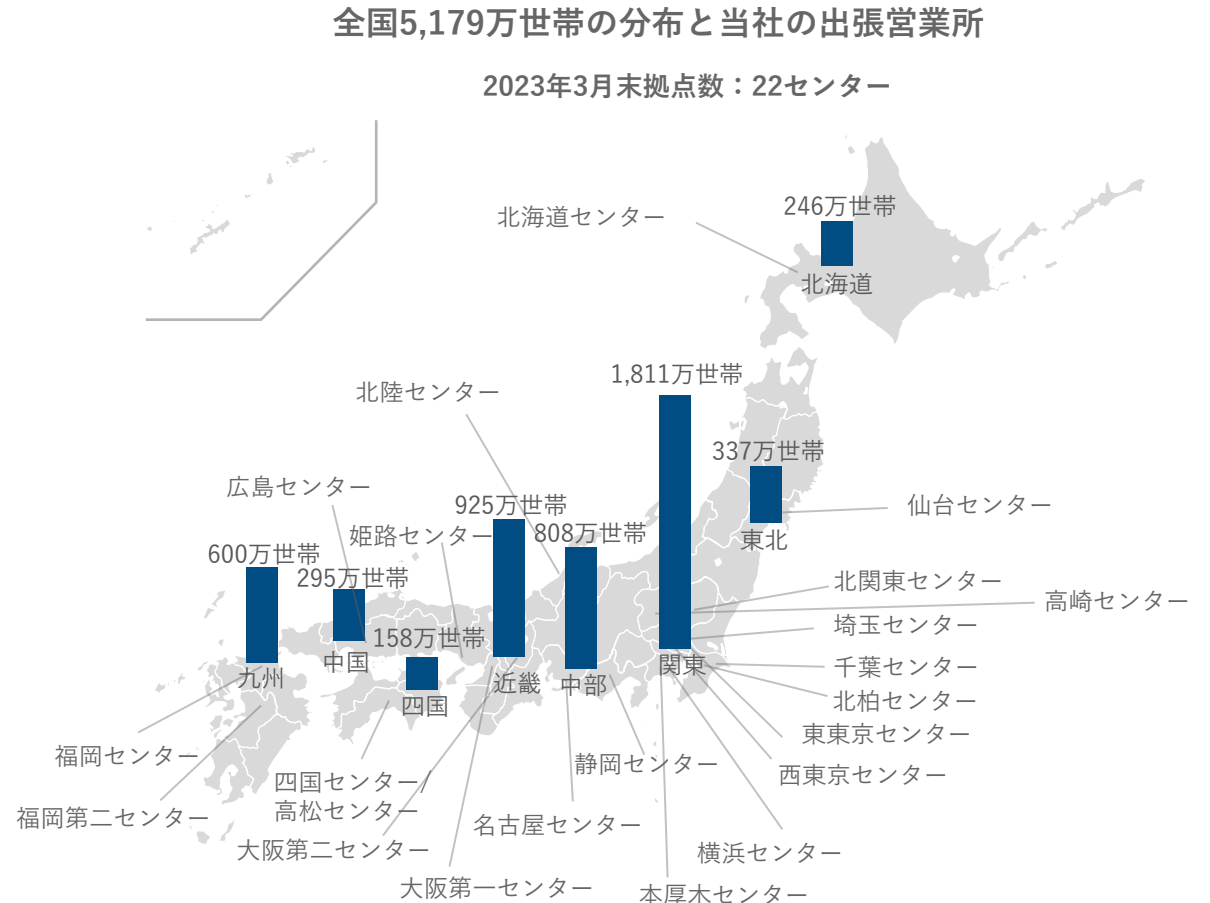 全国5,179万世帯の分布と当社の出張営業所
2023年3月末拠点数：22センター
246万世帯
北海道センター
北海道
1,811万世帯
北陸センター
337万世帯
広島センター
925万世帯
仙台センター
姫路センター
808万世帯
東北
600万世帯
295万世帯
北関東センター
高崎センター
埼玉センター
158万世帯
中国
関東
千葉センター
九州
近畿
中部
北柏センター
四国
東東京センター
福岡センター
静岡センター
西東京センター
四国センター/
高松センター
福岡第二センター
名古屋センター
大阪第二センター
横浜センター
大阪第一センター
本厚木センター